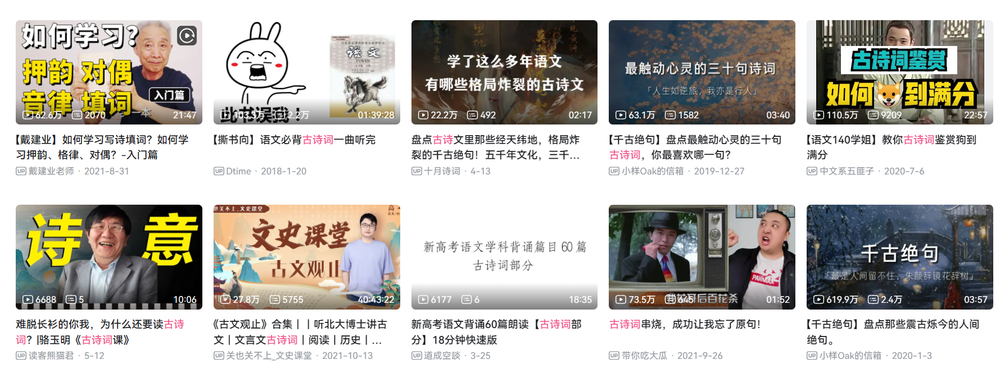 如何学习?
押韵 对偶
音律 填词
入门篇
一本
62.6万 2070 21:47
【戴建业】如何学习写诗填词？如何学
习押韵、格律、对偶？-入门篇
戴建业老师 · 2021-8-31
语文
YUWEN
此书误我
103.3万 2.2万 01:39:28
【撕书向】语文必背古诗词一曲听完
Dtime · 2018-1-20
学了这么多年语文
有哪些格局炸裂的古诗文
22.2万 492 02:17
盘点古诗文里那些经天纬地，格局炸
裂的千古绝句！五千年文化，三千...
十月诗词 · 4-13
最触动心灵的三十句诗词
「人生如逆旅，我亦是行人」
63.1万 1582 03:40
【千古绝句】盘点最触动心灵的三十句
古诗词，你最喜欢哪一句？
小样Oak的信箱 · 2019-12-27
古诗词鉴赏
如何 到满分
110.5万 9209 22:57
【语文140学姐】教你古诗词鉴赏狗到
满分
中文系五匪子 · 2020-7-6
诗 意
6688 5 10:06
难脱长衫的你我，为什么还要读古诗
词？|骆玉明《古诗词课》
读客熊猫君 · 5-12
也关不上_文史课堂
文史课堂
古文观止
27.8万 5755 40:43:22
《古文观止》合集丨丨听北大博士讲古
文丨文言文古诗词丨阅读丨历史丨...
关也关不上_文史课堂 · 2021-10-13
新高考语文学科背诵篇目 60 篇
古诗词部分
6177 6 18:35
新高考语文背诵60篇朗读【古诗词部
分】18分钟快速版
道成空談 · 3-25
我花开后百花杀
73.5万 645 01:52
古诗词串烧，成功让我忘了原句！
带你吃大瓜 · 2021-9-26
千古绝句
「最是人间留不住，朱颜辞镜花辞树」
619.9万 2.4万 03:57
【千古绝句】盘点那些震古烁今的人间
绝句。
小样Oak的信箱 · 2020-1-3